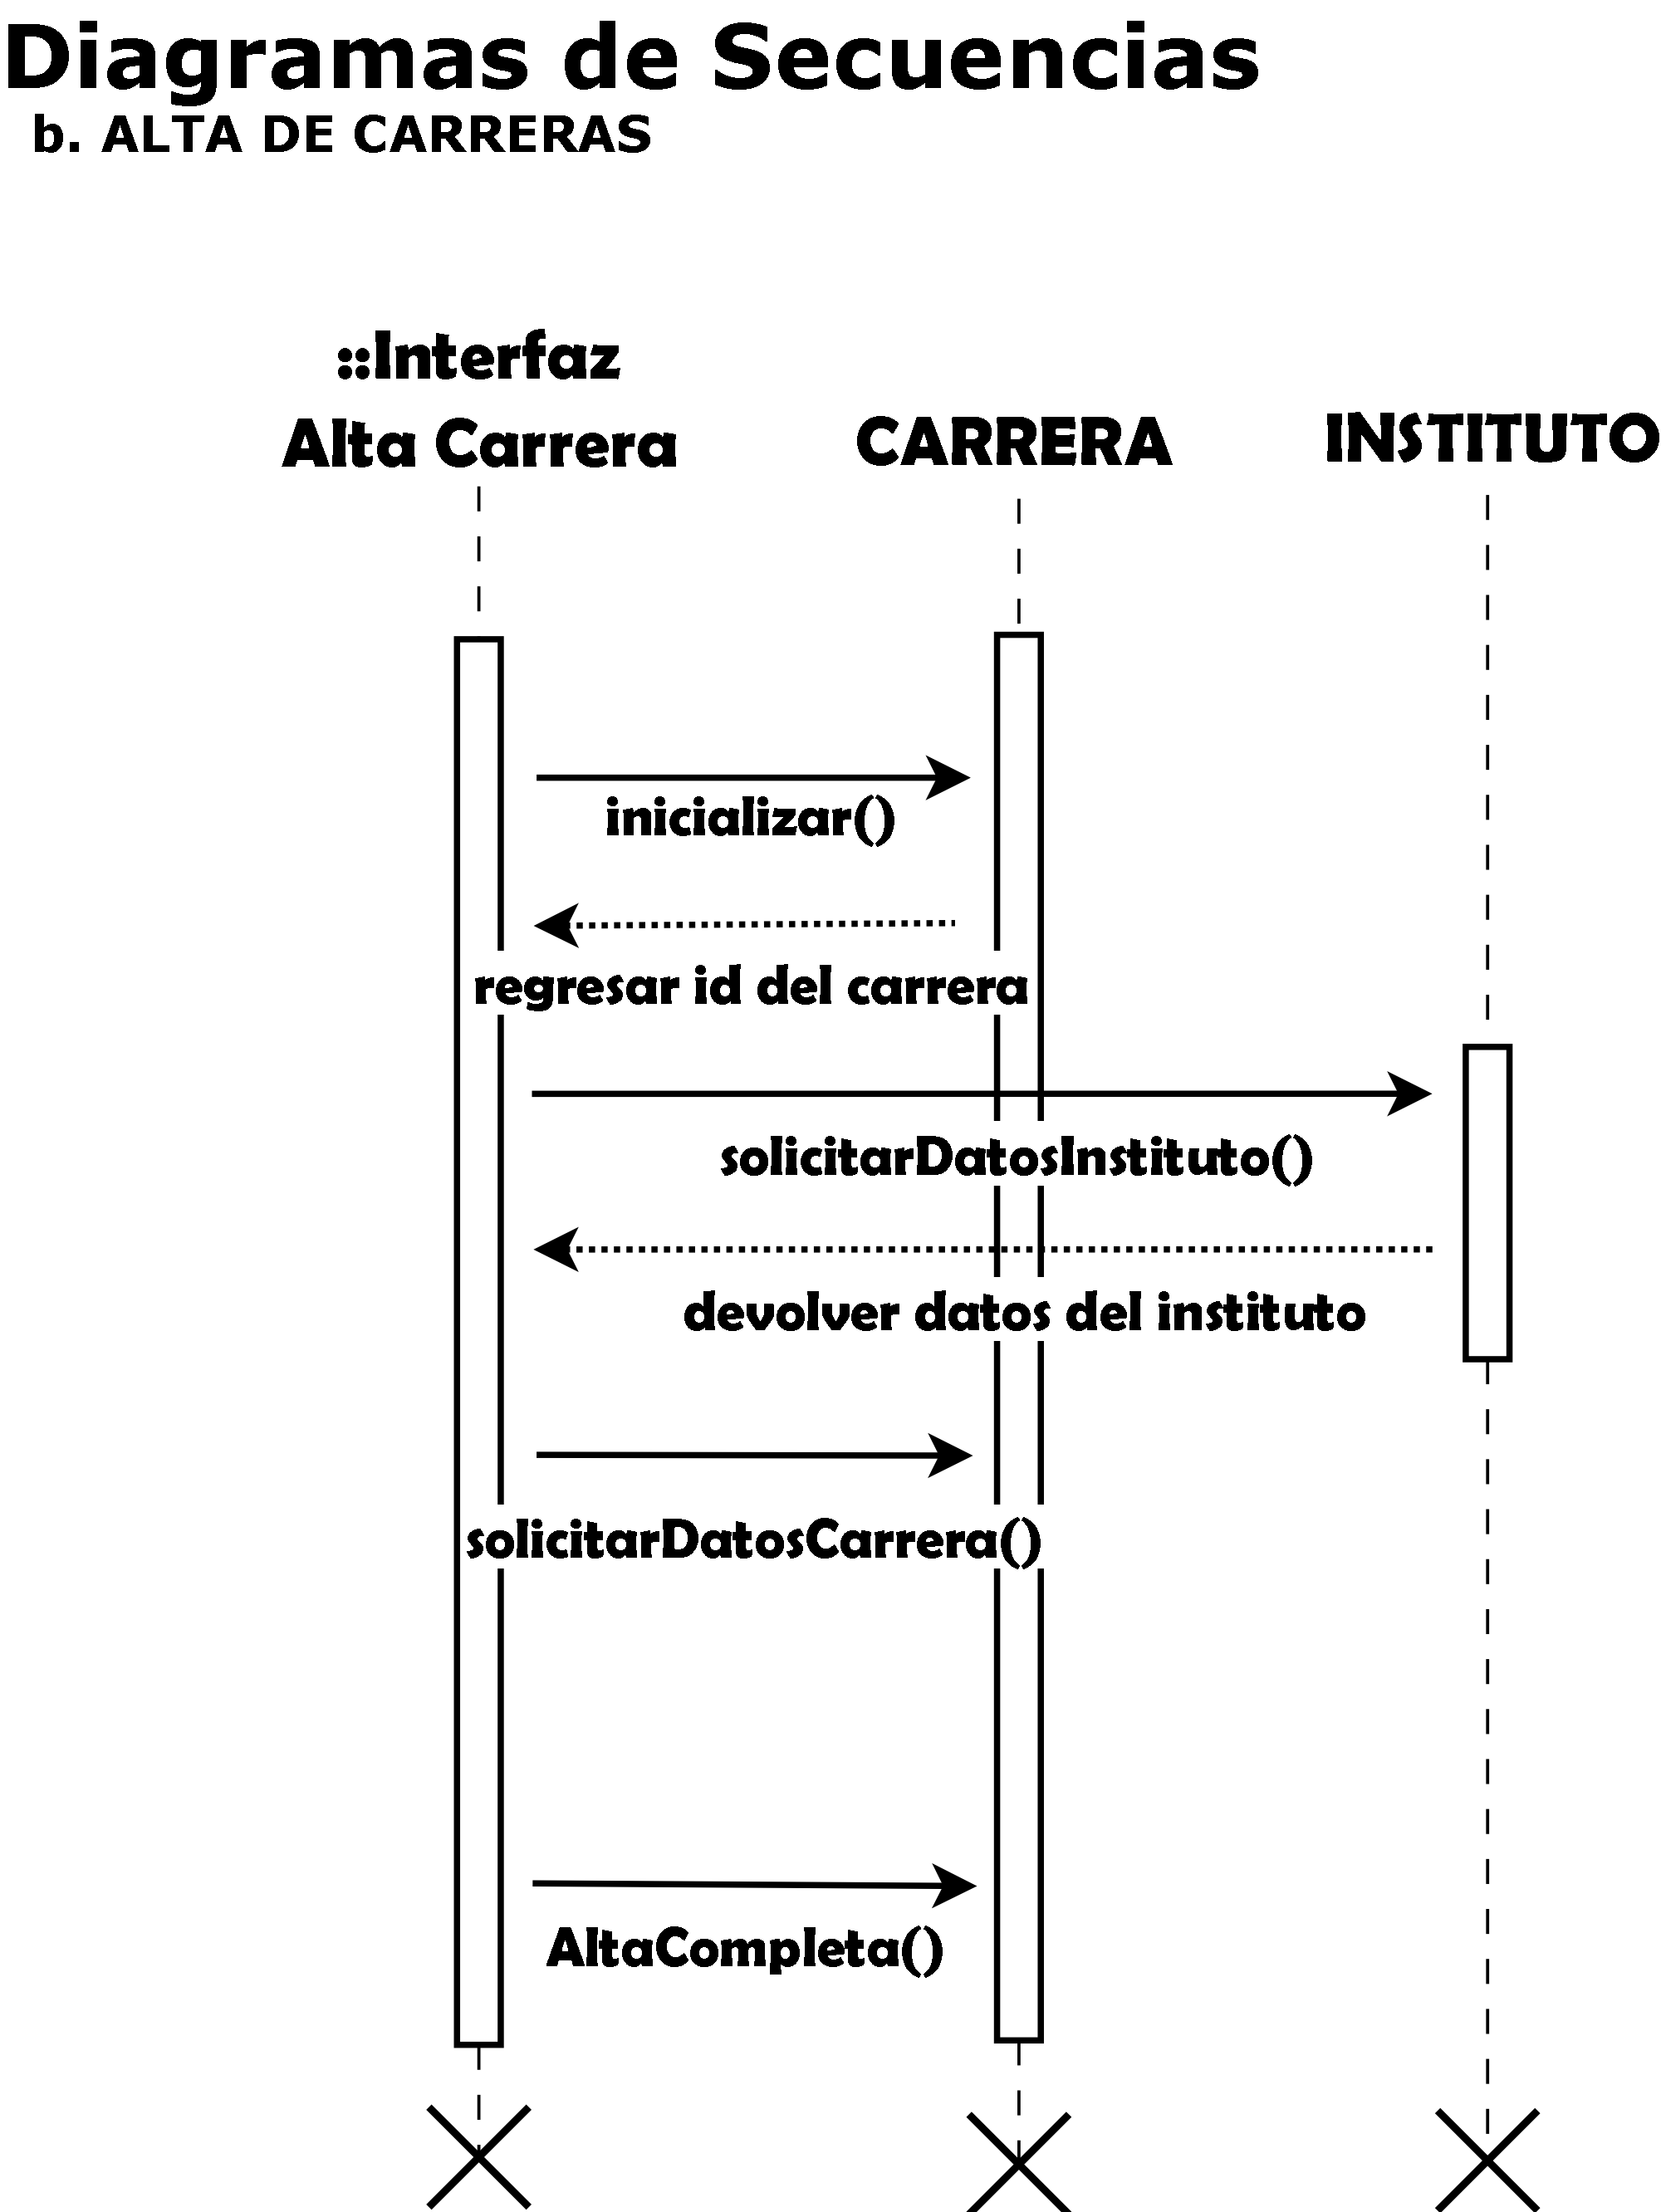 Diagramas de Secuencias
b. ALTA DE CARRERAS
::Interfaz
Alta Carrera
CARRERA
INSTITUTO
inicializar()
regresar id del carrera
solicitarDatosInstituto()
devolver datos del instituto
solicitarDatosCarrera()
AltaCompleta()